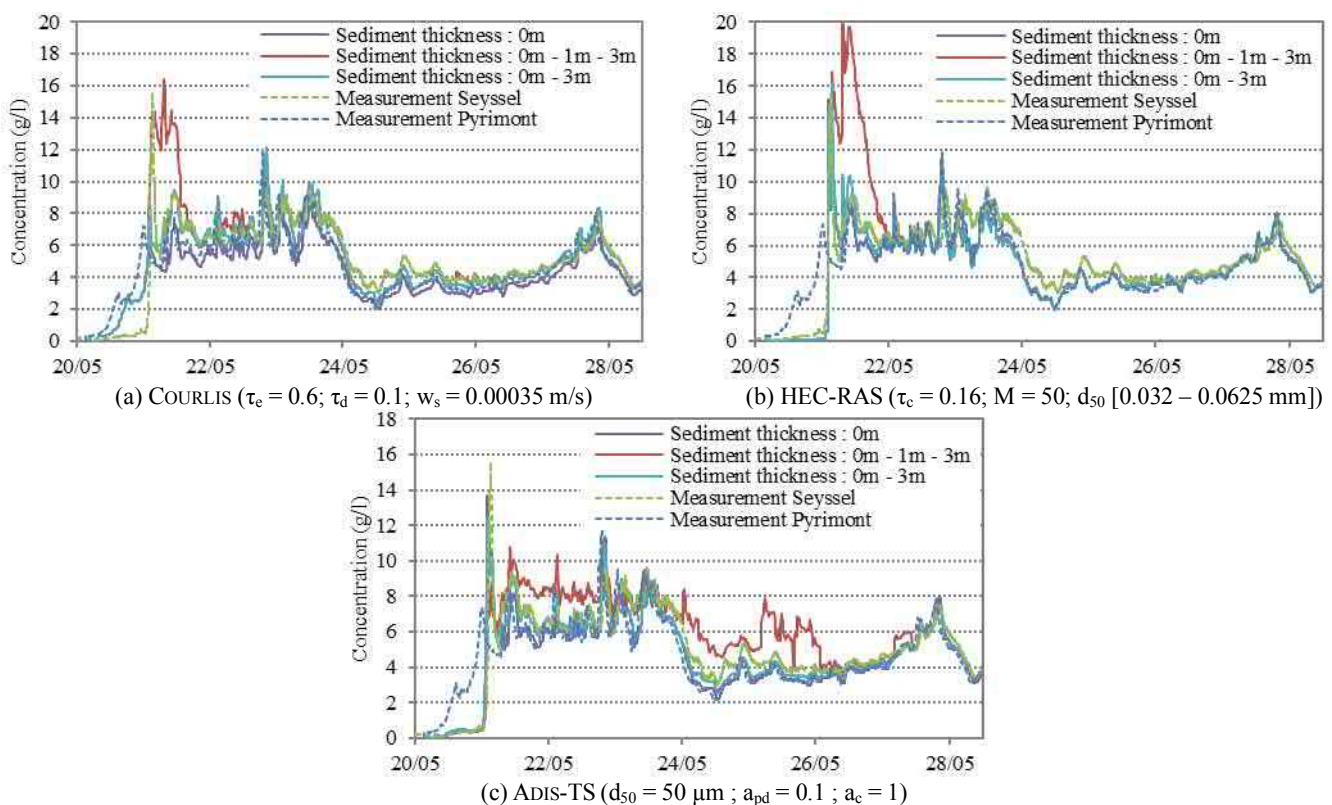 20
18
16
14
12
10
8
6
4
2
0
Concentration (g/l)
Sediment thickness : 0m
Sediment thickness : 0m - 1m - 3m
Sediment thickness : 0m - 3m
Measurement Seyssel
Measurement Pyrimont
20/05 22/05 24/05 26/05 28/05
(a) COURLIS (τe = 0.6; τd = 0.1; ws = 0.00035 m/s)
20
18
16
14
12
10
8
6
4
2
0
Concentration (g/l)
Sediment thickness : 0m
Sediment thickness : 0m - 1m - 3m
Sediment thickness : 0m - 3m
Measurement Seyssel
Measurement Pyrimont
20/05 22/05 24/05 26/05 28/05
(b) HEC-RAS (τc = 0.16; M = 50; d50 [0.032 – 0.0625 mm])
18
16
14
12
10
8
6
4
2
0
Concentration (g/l)
Sediment thickness : 0m
Sediment thickness : 0m - 1m - 3m
Sediment thickness : 0m - 3m
Measurement Seyssel
Measurement Pyrimont
20/05 22/05 24/05 26/05 28/05
(c) ADIS-TS (d50 = 50 μm ; apd = 0.1 ; ac = 1)